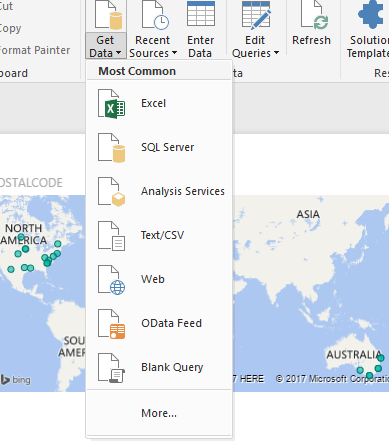 Cut
Copy
Format Painter
board
Get Data
Recent Sources
Enter Data
Edit Queries
Refresh
Solution Template
ta
Res
Most Common
Excel
SQL Server
Analysis Services
Text/CSV
Web
OData Feed
Blank Query
More...
OSTALCODE
NORTH AMERICA
ASIA
SOU
AMER
AUSTRALIA
bing
7 HERE © 2017 Microsoft Corporatio